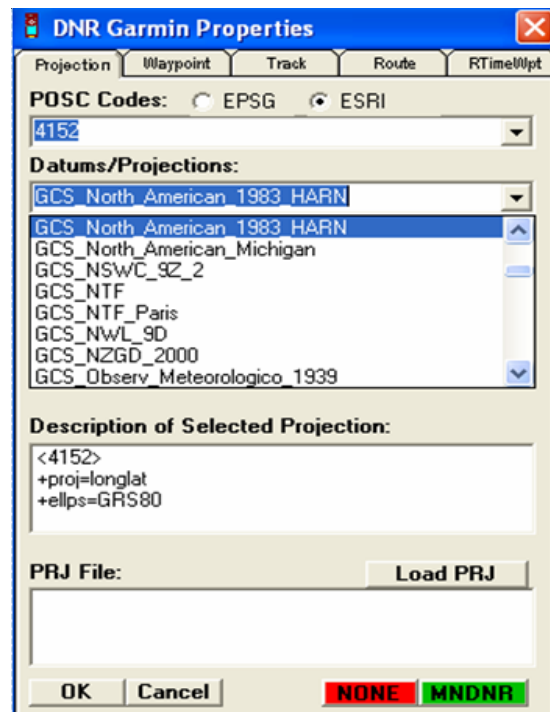 DNR Garmin Properties
Projection Waypoint Track Route RTimeWpt
POSC Codes: EPSG ESRI
4152
Datums/Projections:
GCS_North_American_1983_HARN
GCS_North_American_1983_HARN
GCS_North_American_Michigan
GCS_NSWC_9Z_2
GCS_NTF
GCS_NTF_Paris
GCS_NWL_9D
GCS_NZGD_2000
GCS_Observ_Meteorologico_1939
Description of Selected Projection:
<4152>
+proj=longlat
+ellps=GRS80
PRJ File: Load PRJ
OK Cancel NONE MNDNR